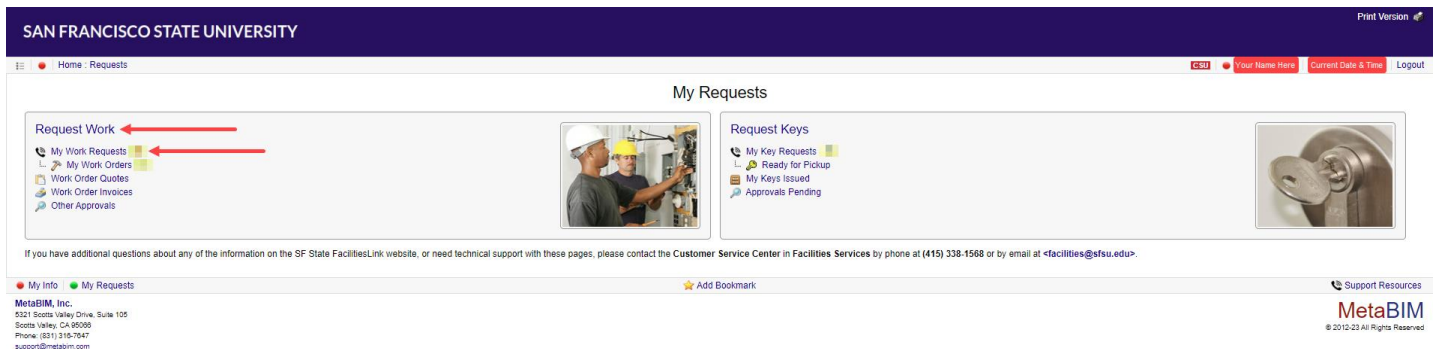 Print Version
SAN FRANCISCO STATE UNIVERSITY
Home : Requests
CSU Your Name Here Current Date & Time Logout
My Requests
Request Work
My Work Requests
My Work Orders
Work Order Quotes
Work Order Invoices
Other Approvals
Request Keys
My Key Requests
Ready for Pickup
My Keys Issued
Approvals Pending
If you have additional questions about any of the information on the SF State FacilitiesLink website, or need technical support with these pages, please contact the Customer Service Center in Facilities Services by phone at (415) 338-1568 or by email at <facilities@sfsu.edu>.
My Info My Requests
Add Bookmark
Support Resources
MetaBIM, Inc.
5321 Scotts Valley Drive, Suite 105
Scotts Valley, CA 95066
Phone: (831) 316-7647
support@metabim.com
MetaBIM
© 2012-23 All Rights Reserved